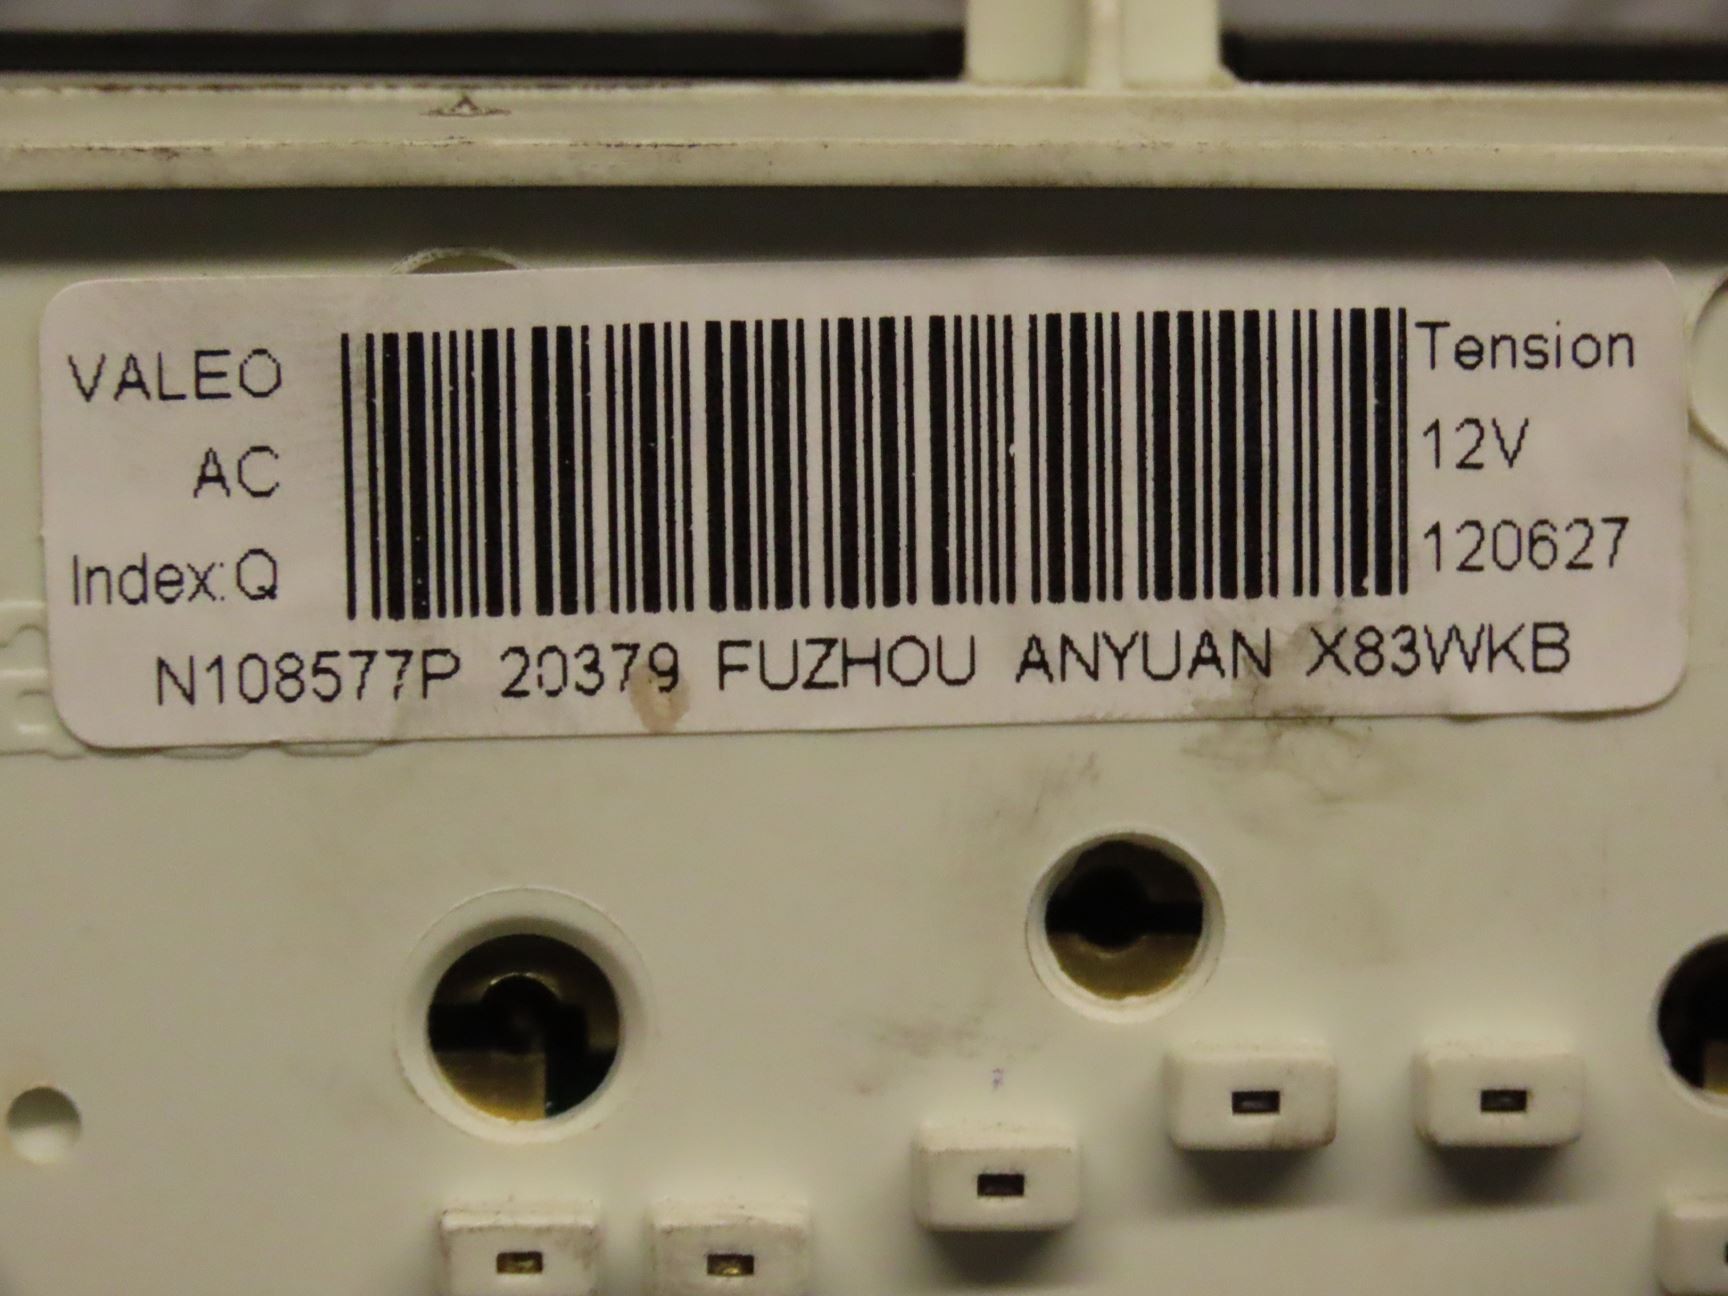 VALEO
AC
Index:Q
Tension
12V
120627
N108577P 20379 FUZHOU ANYUAN X83WKB